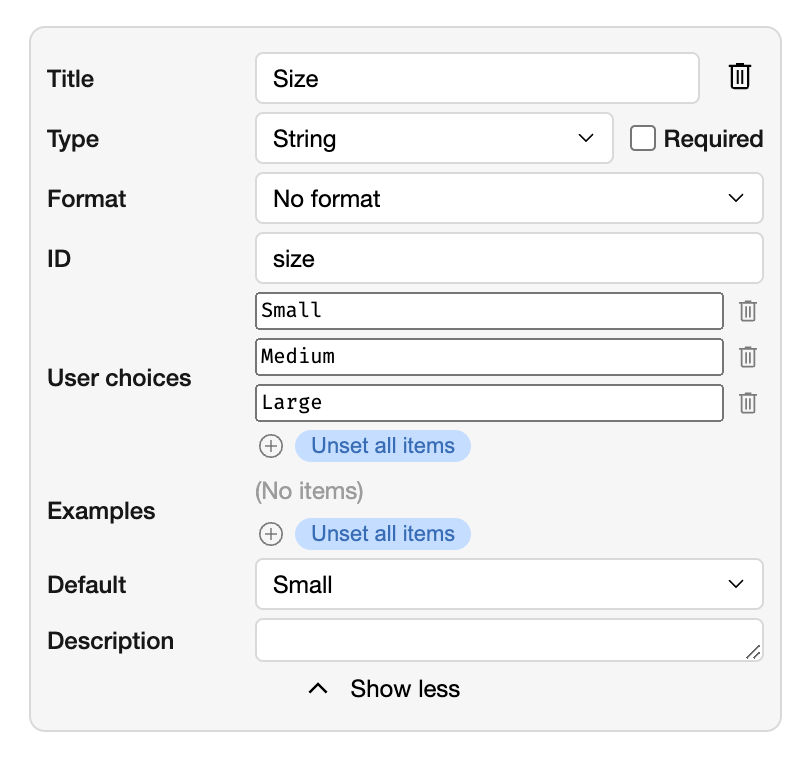 Title Size
Type String Required
Format No format
ID size
User choices
Small
Medium
Large
Unset all items
Examples
(No items)
Unset all items
Default Small
Description
Show less